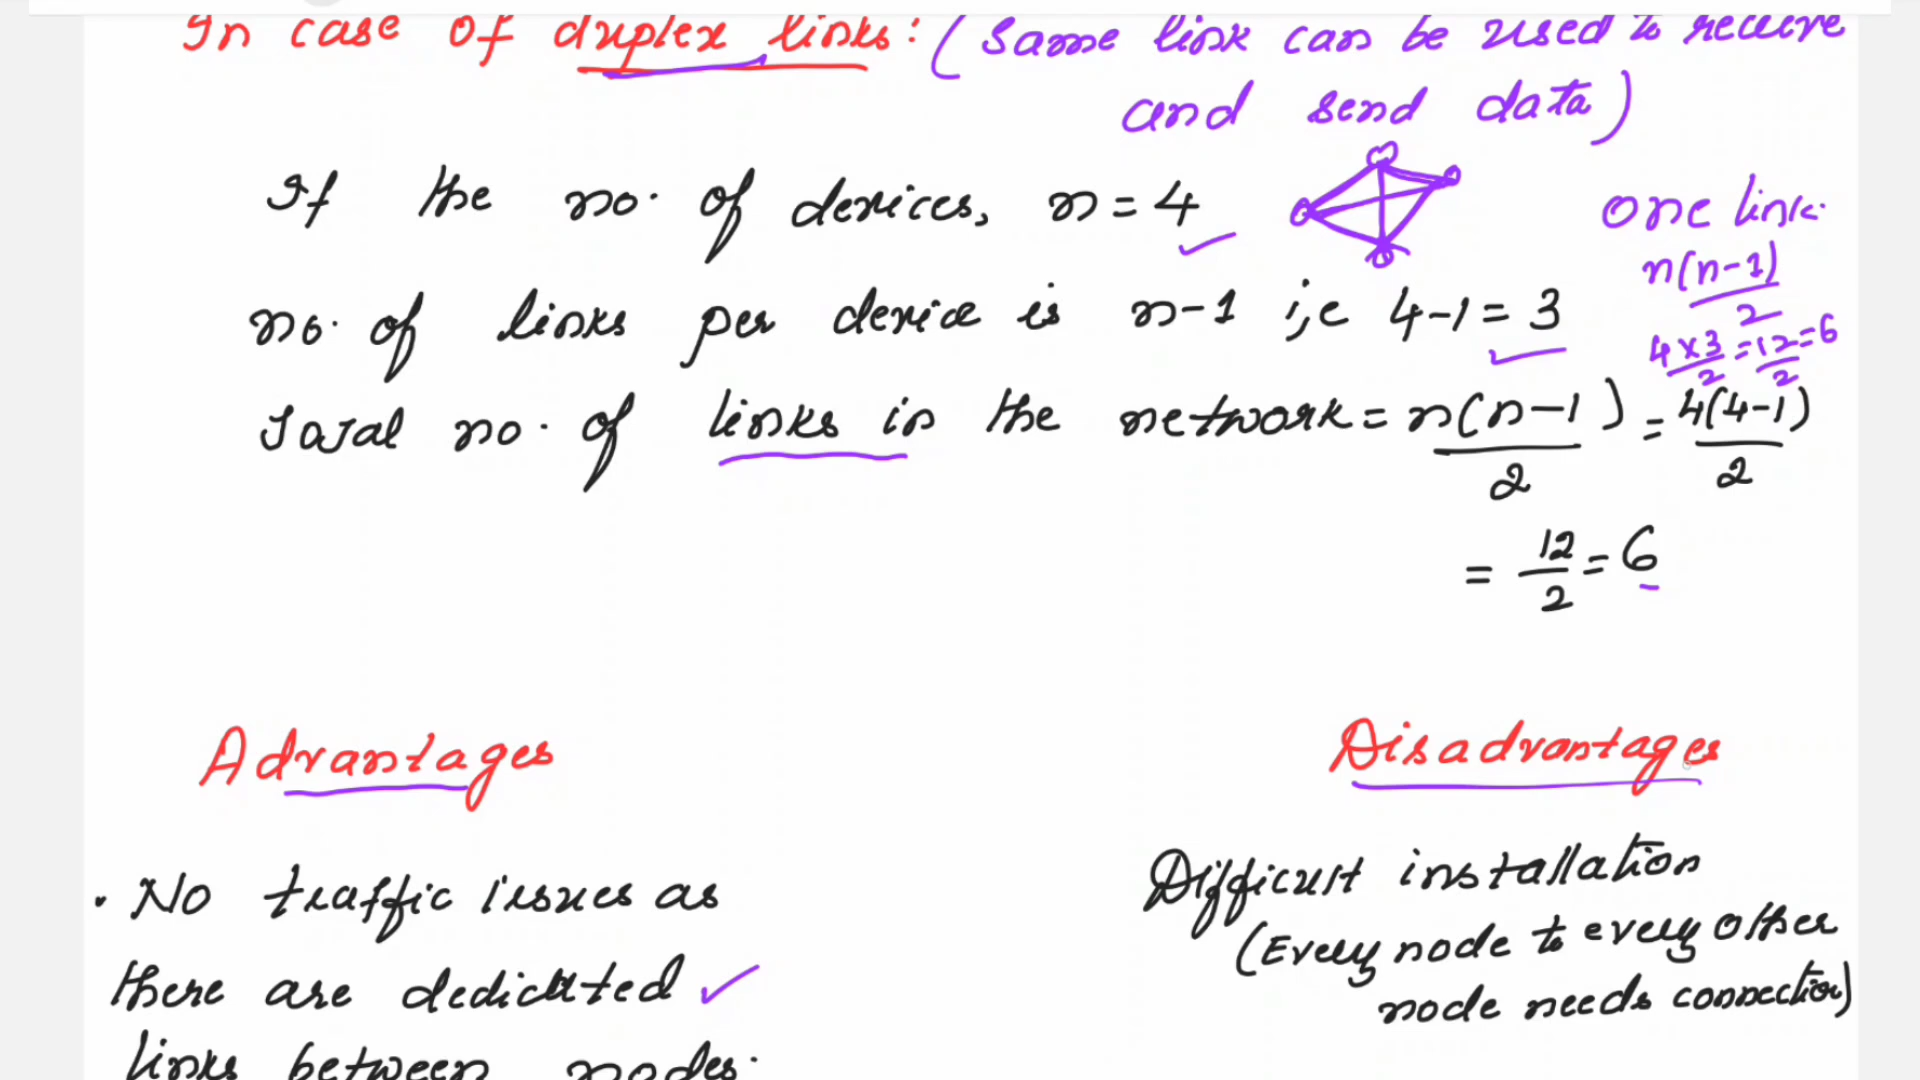 In case of duplex links: (Same link can be used to receive
and send data)
If the no. of devices, n = 4
one link
n(n-1)
2
no. of links per device is n-1 i,e 4-1 = 3
4x3 = 12 = 6
2 2
Total no. of links in the network = n(n-1) = 4(4-1)
2 2
= 12 = 6
2
Advantages
Disadvantages
. No traffic issues as
there are dedicated
links between nodes.
Difficult installation
(Every node to every other
node needs connection)